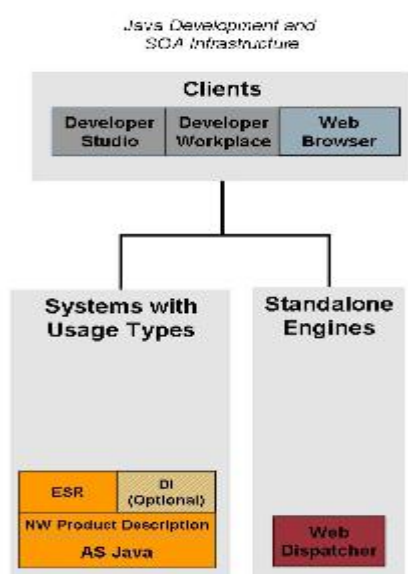 Java Development and
SOA Infrastructure
Clients
Developer
Studio
Developer
Workplace
Web
Browser
Systems with
Usage Types
Standalone
Engines
ESR
DI
(Optional)
NW Product Description
AS Java
Web
Dispatcher